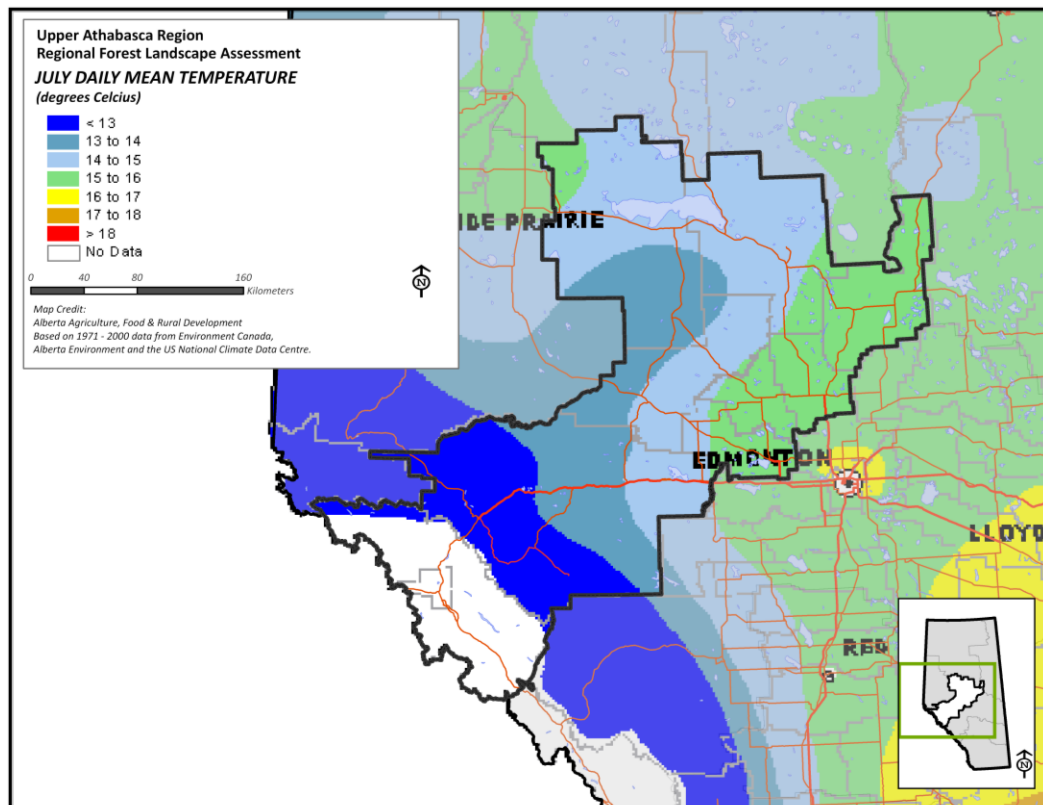 Upper Athabasca Region
Regional Forest Landscape Assessment
JULY DAILY MEAN TEMPERATURE
(degrees Celcius)
< 13
13 to 14
14 to 15
15 to 16
16 to 17
17 to 18
> 18
No Data
0 40 80 160
Kilometers
N
Map Credit:
Alberta Agriculture, Food & Rural Development
Based on 1971 - 2000 data from Environment Canada,
Alberta Environment and the US National Climate Data Centre.
IDE PRAIRIE
EDMONTON
LLOYD
RED
N